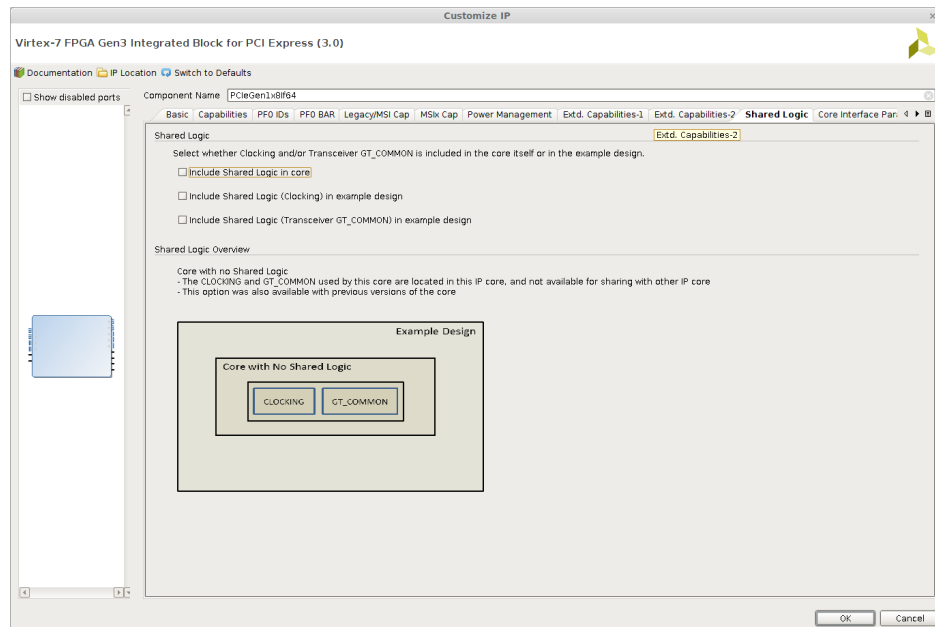 Customize IP
Virtex-7 FPGA Gen3 Integrated Block for PCI Express (3.0)
Documentation IP Location Switch to Defaults
Show disabled ports
Component Name PCIeGen1x8If64
Basic Capabilities PF0 IDs PF0 BAR Legacy/MSI Cap MSIx Cap Power Management Extd. Capabilities-1 Extd. Capabilities-2 Shared Logic Core Interface Par
Shared Logic
Extd. Capabilities-2
Select whether Clocking and/or Transceiver GT_COMMON is included in the core itself or in the example design.
Include Shared Logic in core
Include Shared Logic (Clocking) in example design
Include Shared Logic (Transceiver GT_COMMON) in example design
Shared Logic Overview
Core with no Shared Logic
- The CLOCKING and GT_COMMON used by this core are located in this IP core, and not available for sharing with other IP core
- This option was also available with previous versions of the core
Example Design
Core with No Shared Logic
CLOCKING GT_COMMON
OK Cancel